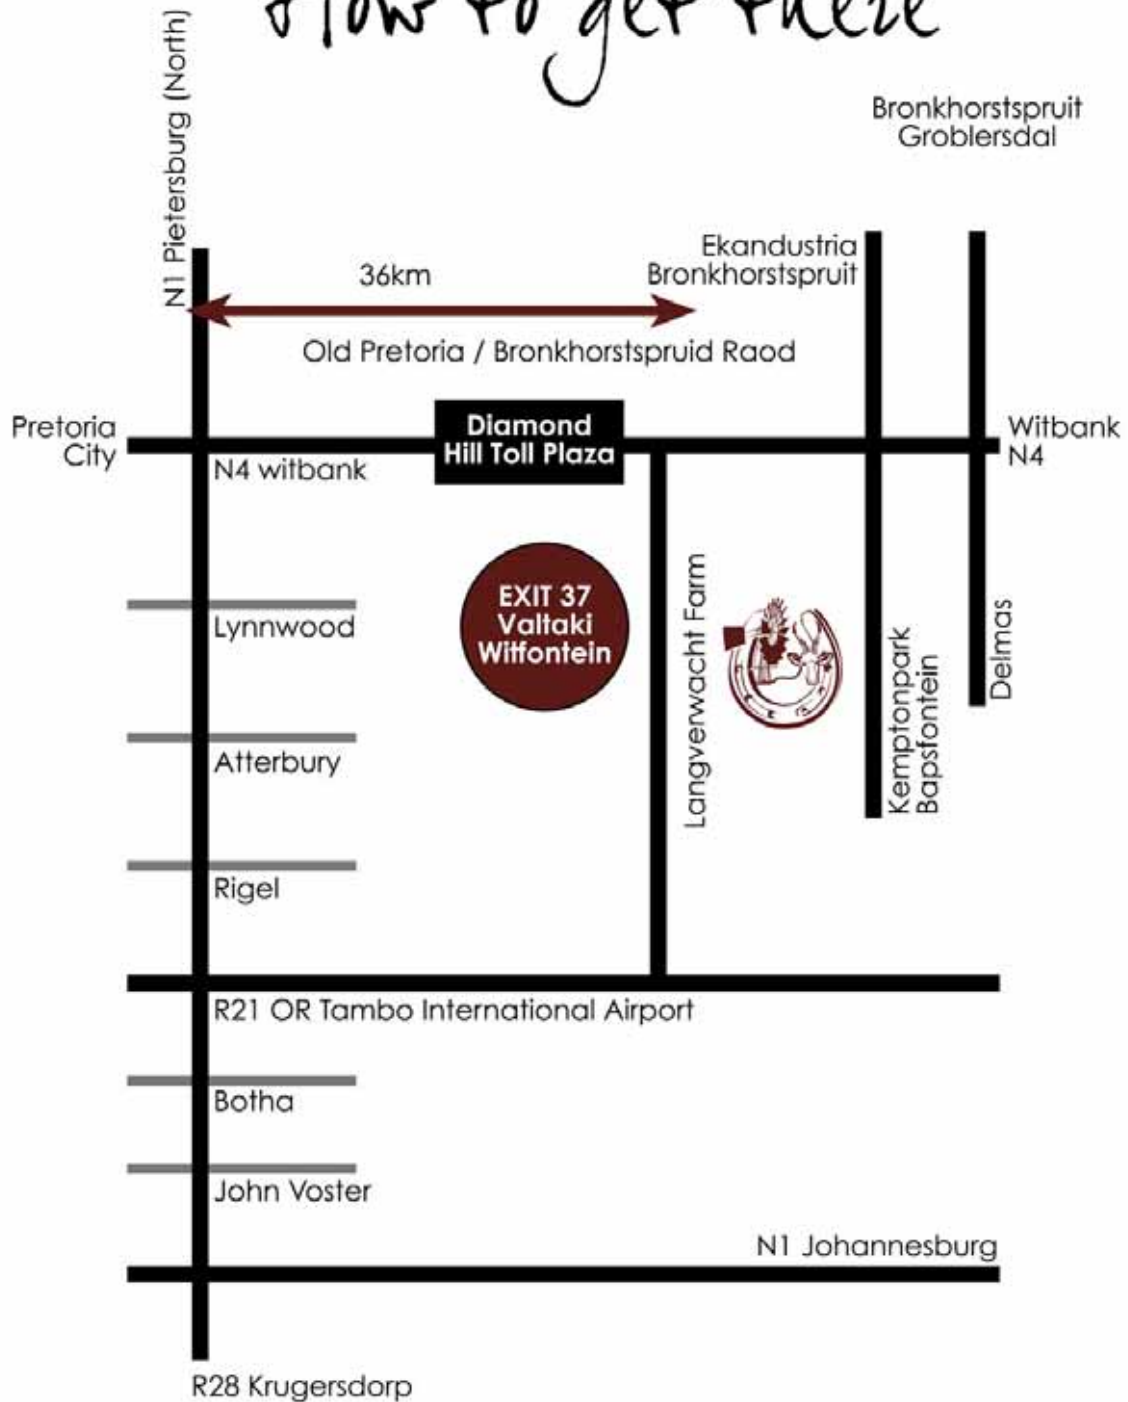 How to get there
N1 Pietersburg (North)
Bronkhorstspruit
Groblersdal
Ekandustria
Bronkhorstspruit
36km
Old Pretoria / Bronkhorstspruid Raod
Pretoria
City
Diamond
Hill Toll Plaza
Witbank
N4
N4 witbank
EXIT 37
Valtaki
Witfontein
Langverwacht Farm
Kemptonpark
Bapsfontein
Delmas
Lynnwood
Atterbury
Rigel
R21 OR Tambo International Airport
Botha
John Voster
N1 Johannesburg
R28 Krugersdorp